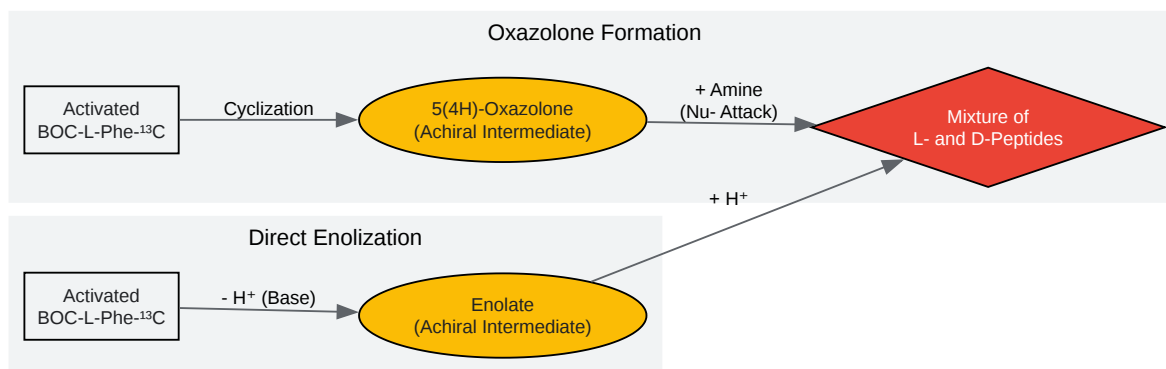 Oxazolone Formation
Activated
BOC-L-Phe-¹³C
Cyclization
5(4H)-Oxazolone
(Achiral Intermediate)
+ Amine
(Nu- Attack)
Mixture of
L- and D-Peptides
+ H⁺
Direct Enolization
Activated
BOC-L-Phe-¹³C
- H⁺ (Base)
Enolate
(Achiral Intermediate)